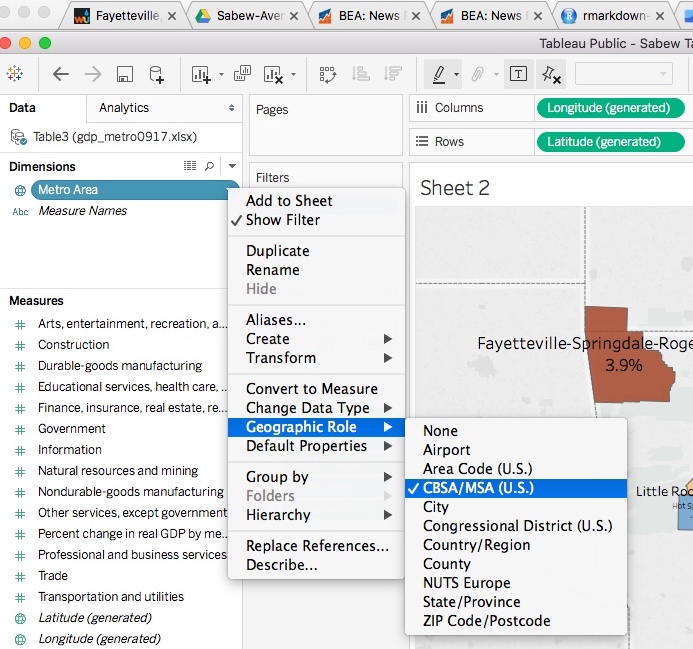 Fayetteville,
Sabew-Aver
BEA: News E
BEA: News E
rmarkdown-
Tableau Public - Sabew Ta
Data
Analytics
Table3 (gdp_metro0917.xlsx)
Dimensions
Metro Area
Abc Measure Names
Measures
Arts, entertainment, recreation, a...
Construction
Durable-goods manufacturing
Educational services, health care, ...
Finance, insurance, real estate, re...
Government
Information
Natural resources and mining
Nondurable-goods manufacturing
Other services, except government
Percent change in real GDP by me...
Professional and business services
Trade
Transportation and utilities
Latitude (generated)
Longitude (generated)
Pages
Filters
Columns
Longitude (generated)
Rows
Latitude (generated)
Sheet 2
Fayetteville-Springdale-Roge
3.9%
Little Roc
Hot S
Add to Sheet
Show Filter
Duplicate
Rename
Hide
Aliases...
Create
Transform
Convert to Measure
Change Data Type
Geographic Role
Default Properties
Group by
Folders
Hierarchy
Replace References...
Describe...
None
Airport
Area Code (U.S.)
CBSA/MSA (U.S.)
City
Congressional District (U.S.)
Country/Region
County
NUTS Europe
State/Province
ZIP Code/Postcode